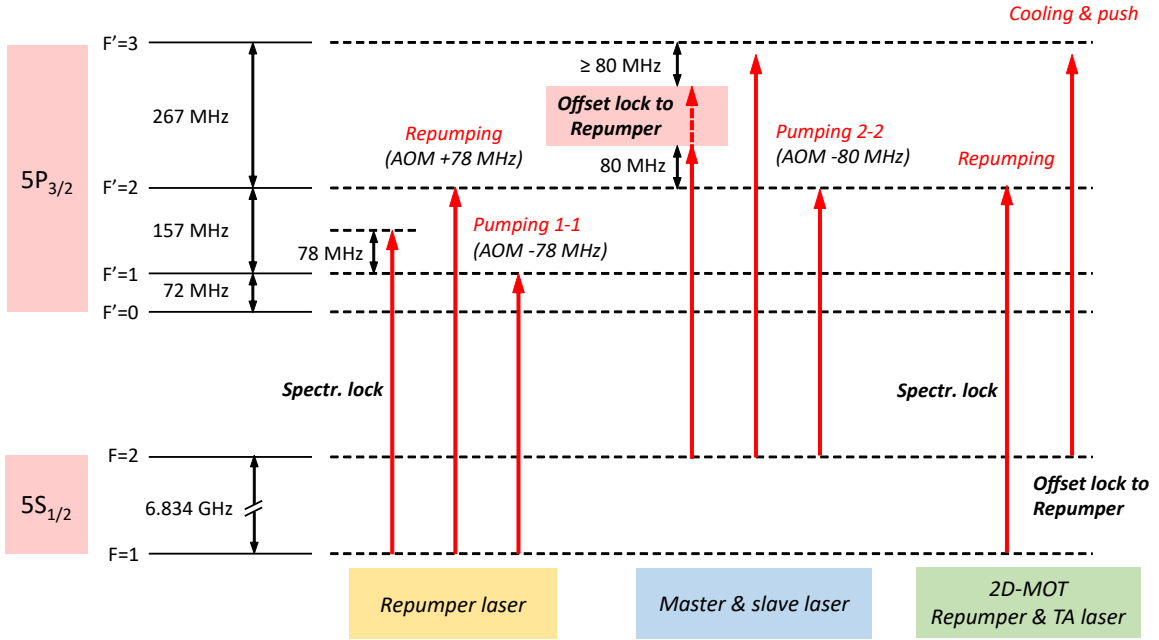 Cooling & push
F'=3
≥ 80 MHz
267 MHz
Offset lock to
Repumper
Repumping
(AOM +78 MHz)
Pumping 2-2
(AOM -80 MHz)
80 MHz
Repumping
5P3/2
F'=2
157 MHz
Pumping 1-1
(AOM -78 MHz)
78 MHz
F'=1
72 MHz
F'=0
Spectr. lock
Spectr. lock
F=2
5S1/2
6.834 GHz
Offset lock to
Repumper
F=1
Repumper laser
Master & slave laser
2D-MOT
Repumper & TA laser